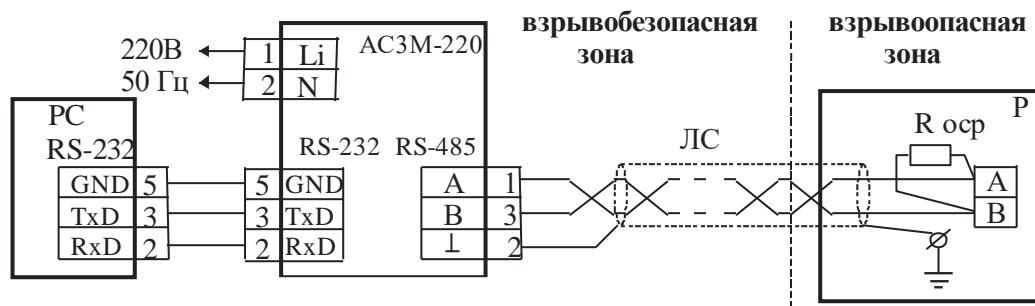 взрывобезопасная
зона
взрывоопасная
зона
220В
50 Гц
1 Li
2 N
АС3М-220
PC
RS-232
GND 5
TxD 3
RxD 2
RS-232 RS-485
5 GND
3 TxD
2 RxD
A 1
B 3
⊥ 2
ЛС
Р
R оср
A
B